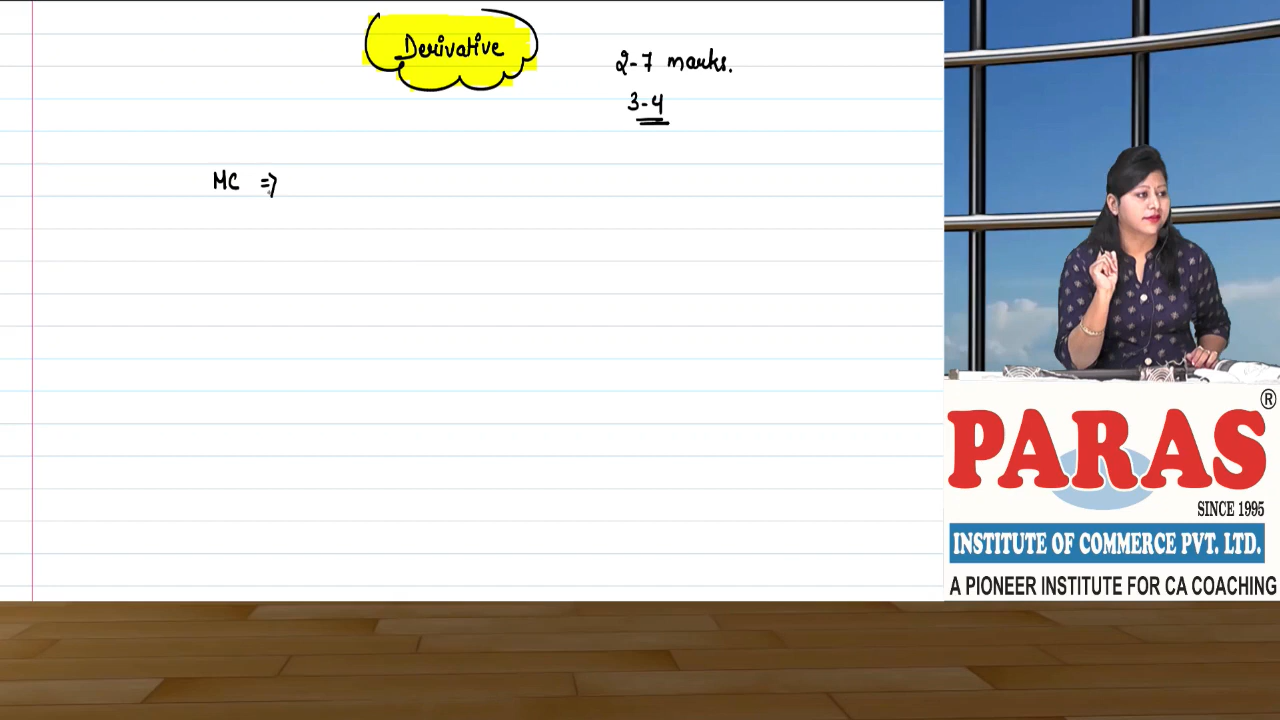 Derivative
2-7 marks.
3-4
MC ⇒
PARAS ®
SINCE 1995
INSTITUTE OF COMMERCE PVT. LTD.
A PIONEER INSTITUTE FOR CA COACHING